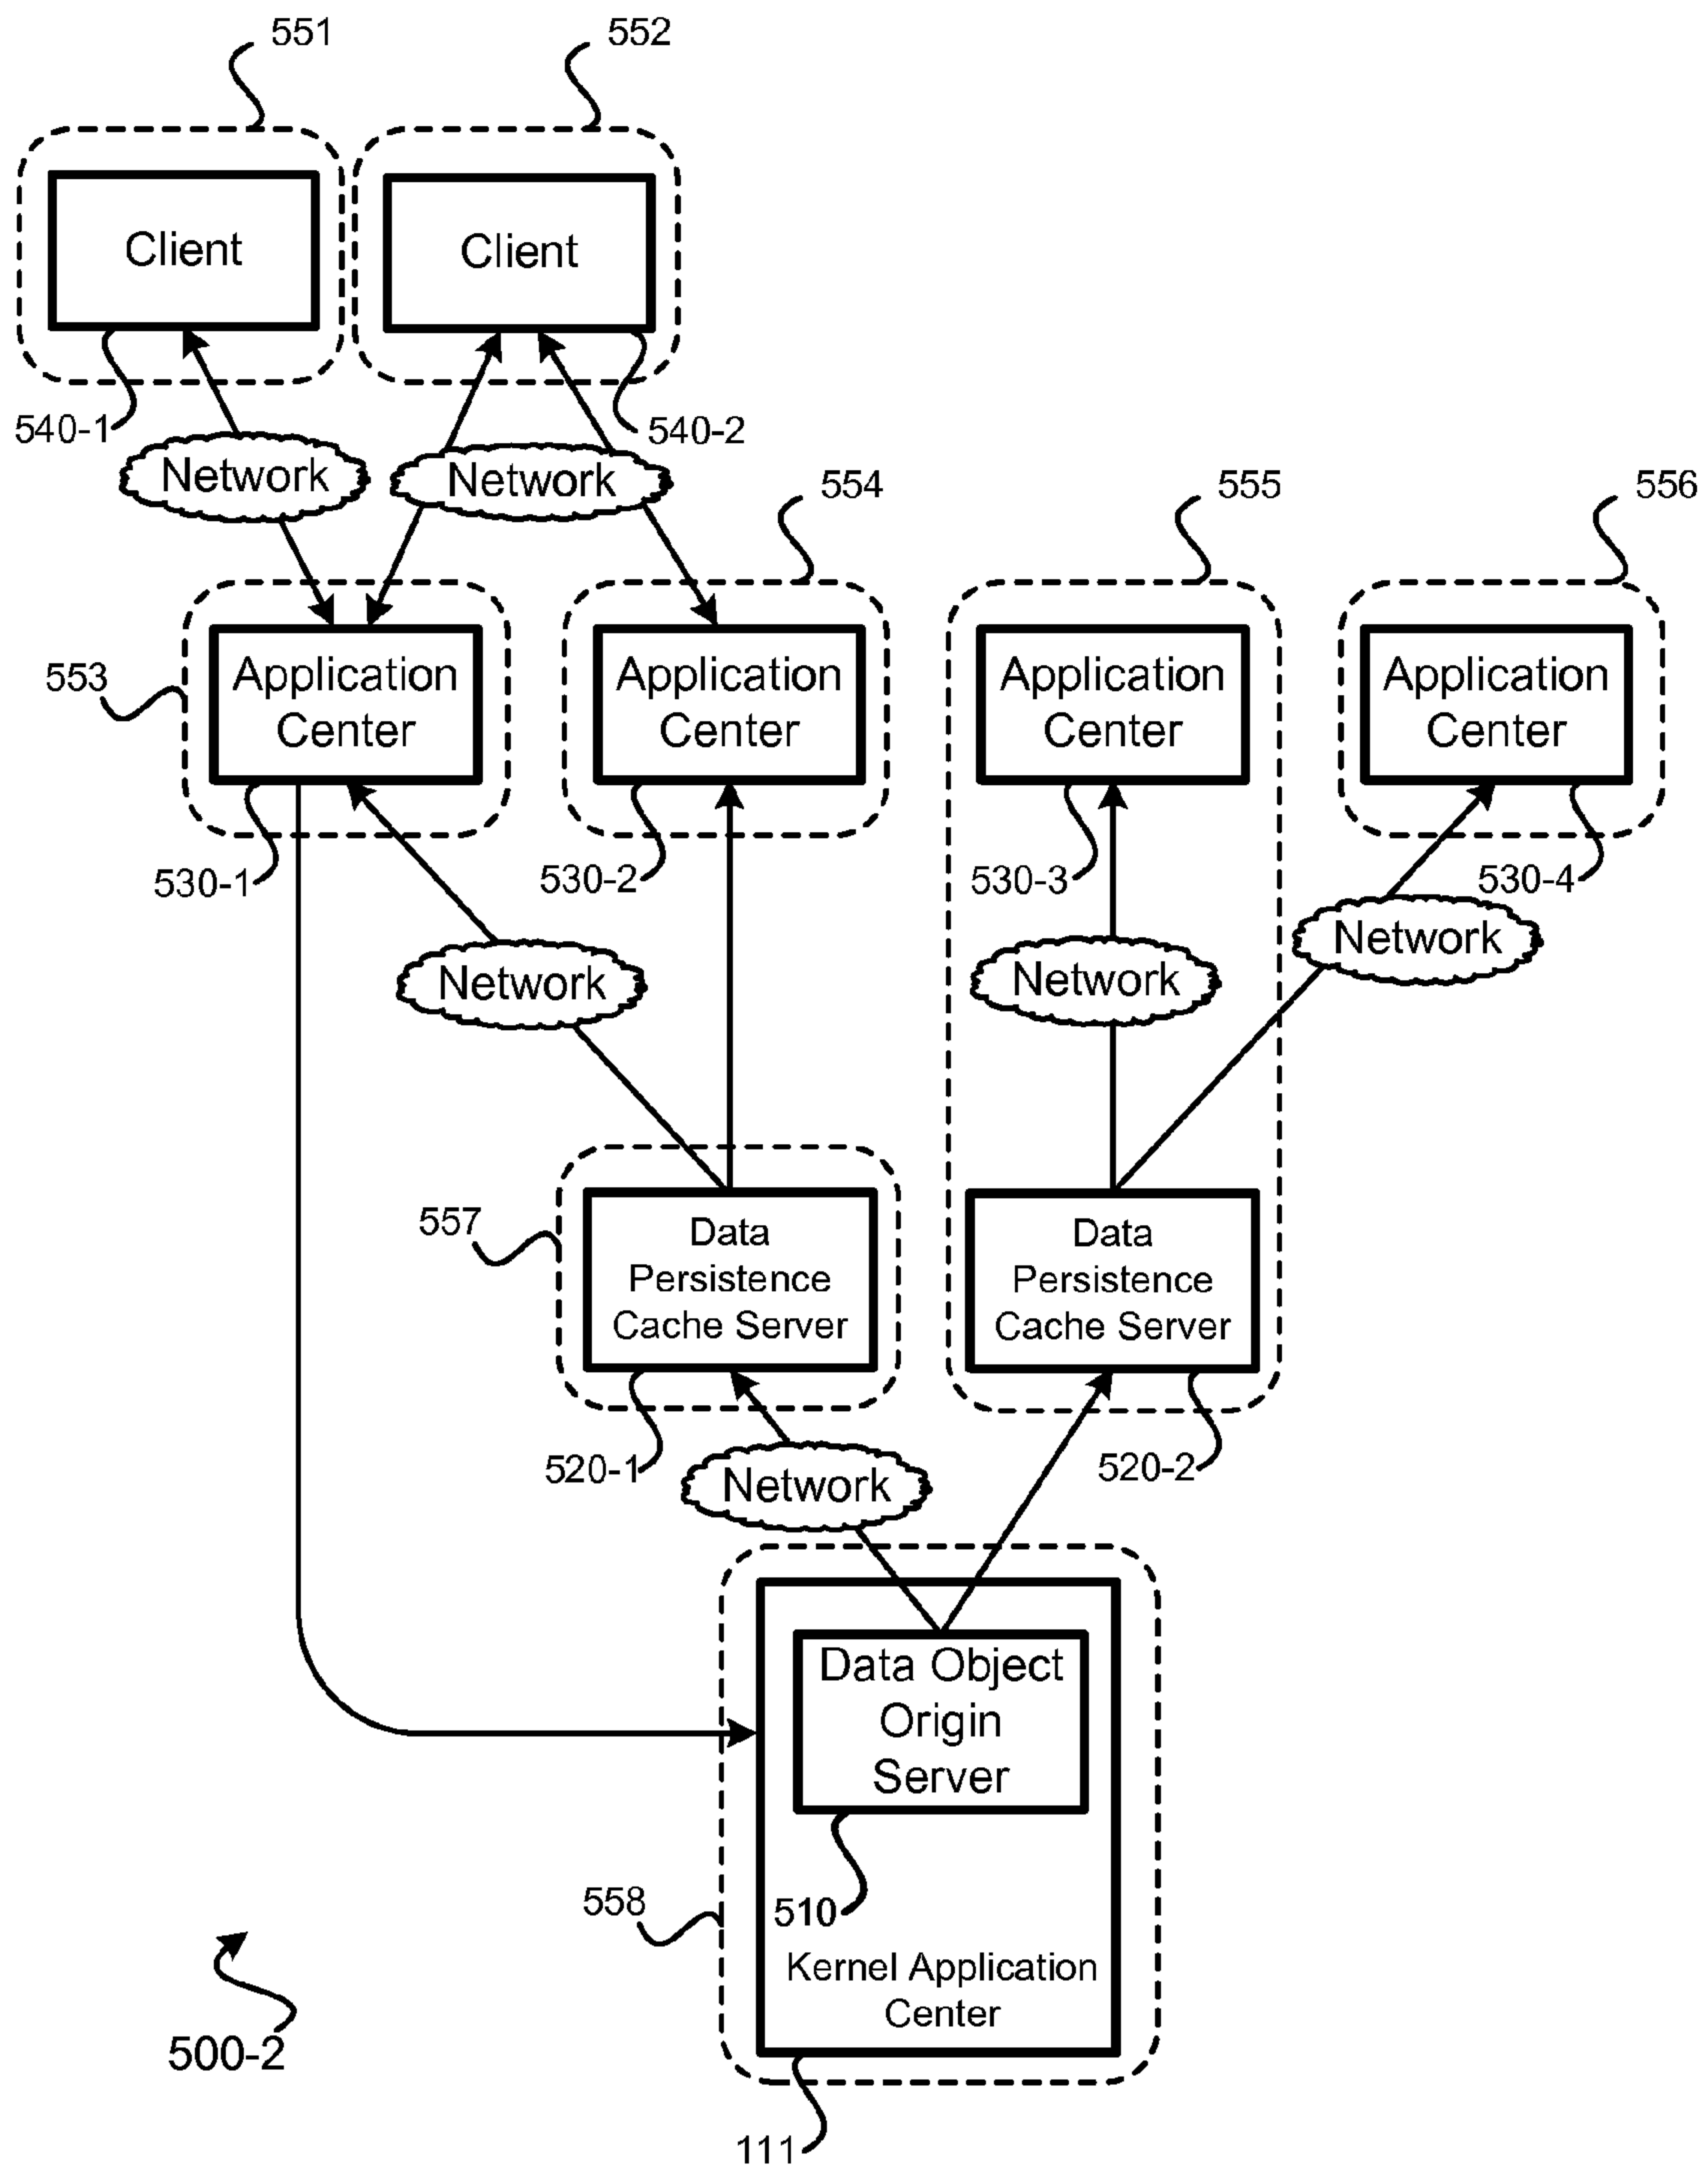 551
552
Client
Client
540-1
540-2
Network
Network
554
555
556
553
Application
Center
Application
Center
Application
Center
Application
Center
530-1
530-2
530-3
530-4
Network
Network
Network
557
Data
Persistence
Cache Server
Data
Persistence
Cache Server
520-1
520-2
Network
Data Object
Origin
Server
558
510
Kernel Application
Center
500-2
111